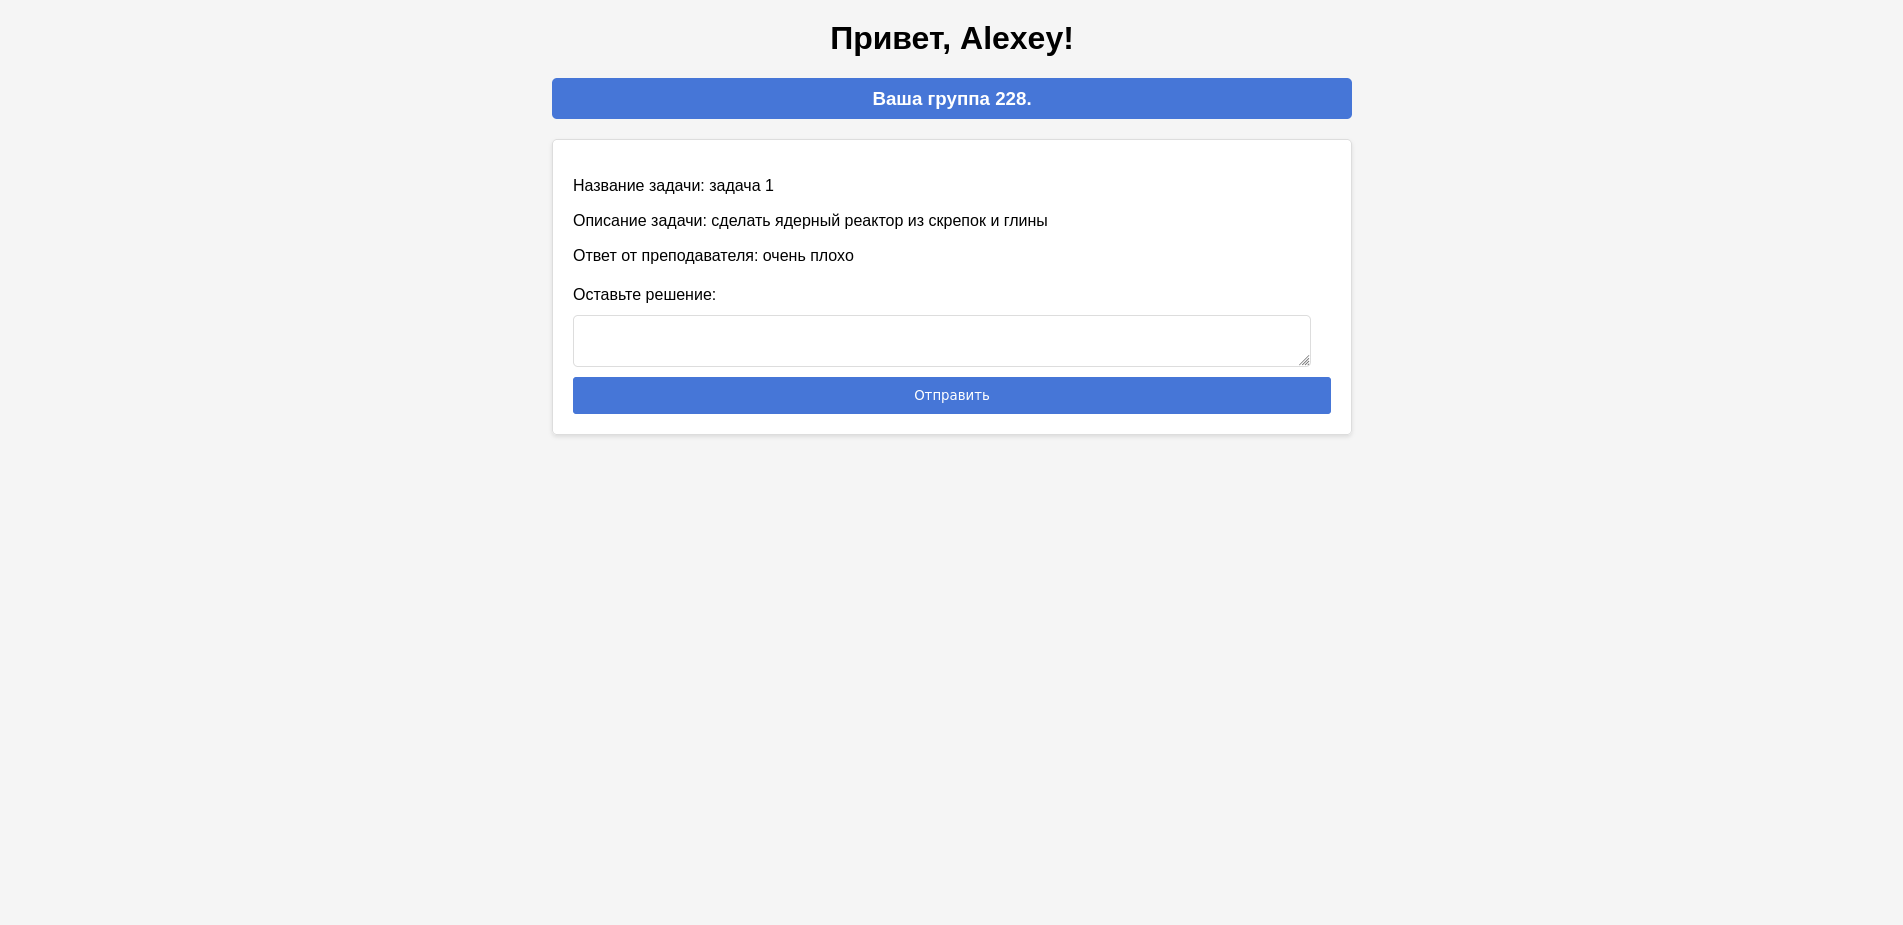 Привет, Alexey!
Ваша группа 228.
Название задачи: задача 1
Описание задачи: сделать ядерный реактор из скрепок и глины
Ответ от преподавателя: очень плохо
Оставьте решение:
Отправить